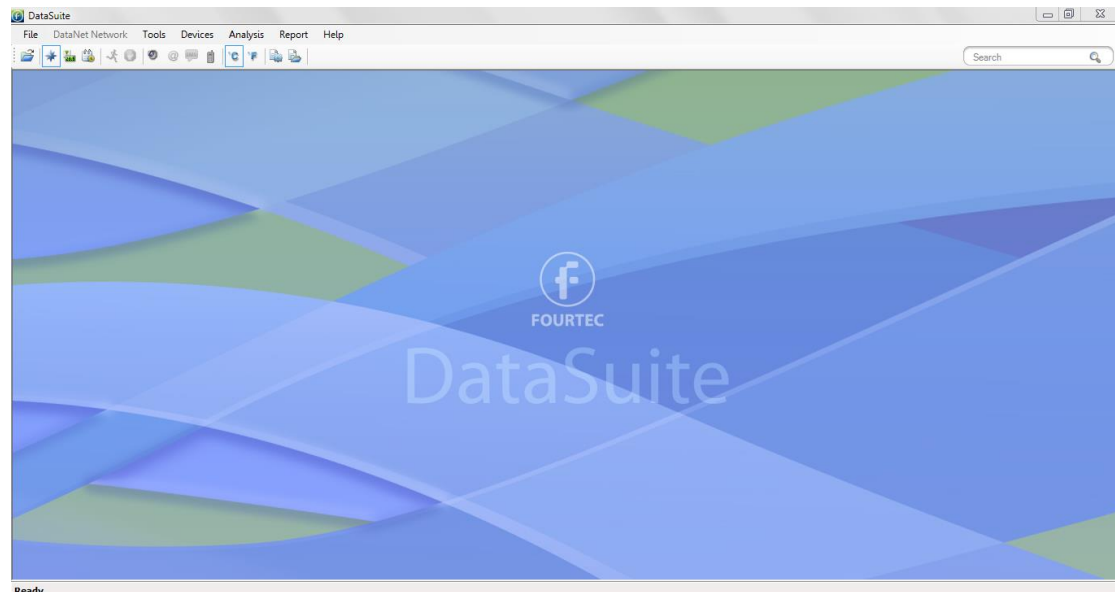 DataSuite
File DataNet Network Tools Devices Analysis Report Help
°C °F Search
FOURTEC
DataSuite
Ready